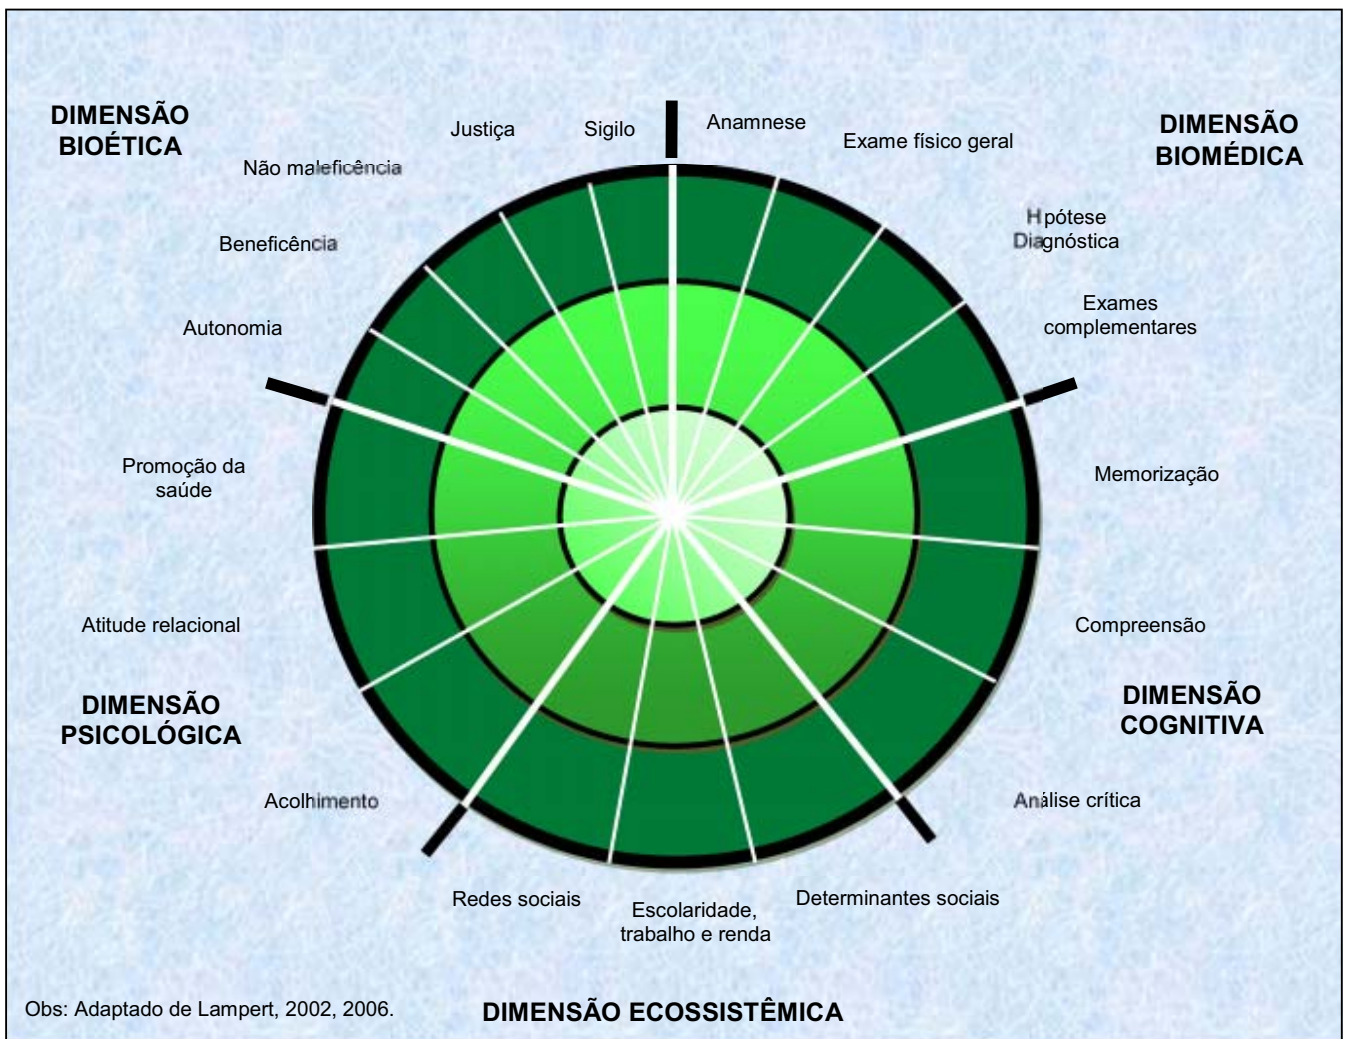 DIMENSÃO
BIOÉTICA
Justiça
Sigilo
Anamnese
Exame físico geral
DIMENSÃO
BIOMÉDICA
Não maleficência
Hpótese
Diagnóstica
Beneficência
Exames
complementares
Autonomia
Promoção da
saúde
Memorização
Atitude relacional
Compreensão
DIMENSÃO
PSICOLÓGICA
DIMENSÃO
COGNITIVA
Acolhimento
Análise crítica
Redes sociais
Escolaridade,
trabalho e renda
Determinantes sociais
Obs: Adaptado de Lampert, 2002, 2006.
DIMENSÃO ECOSSISTÊMICA